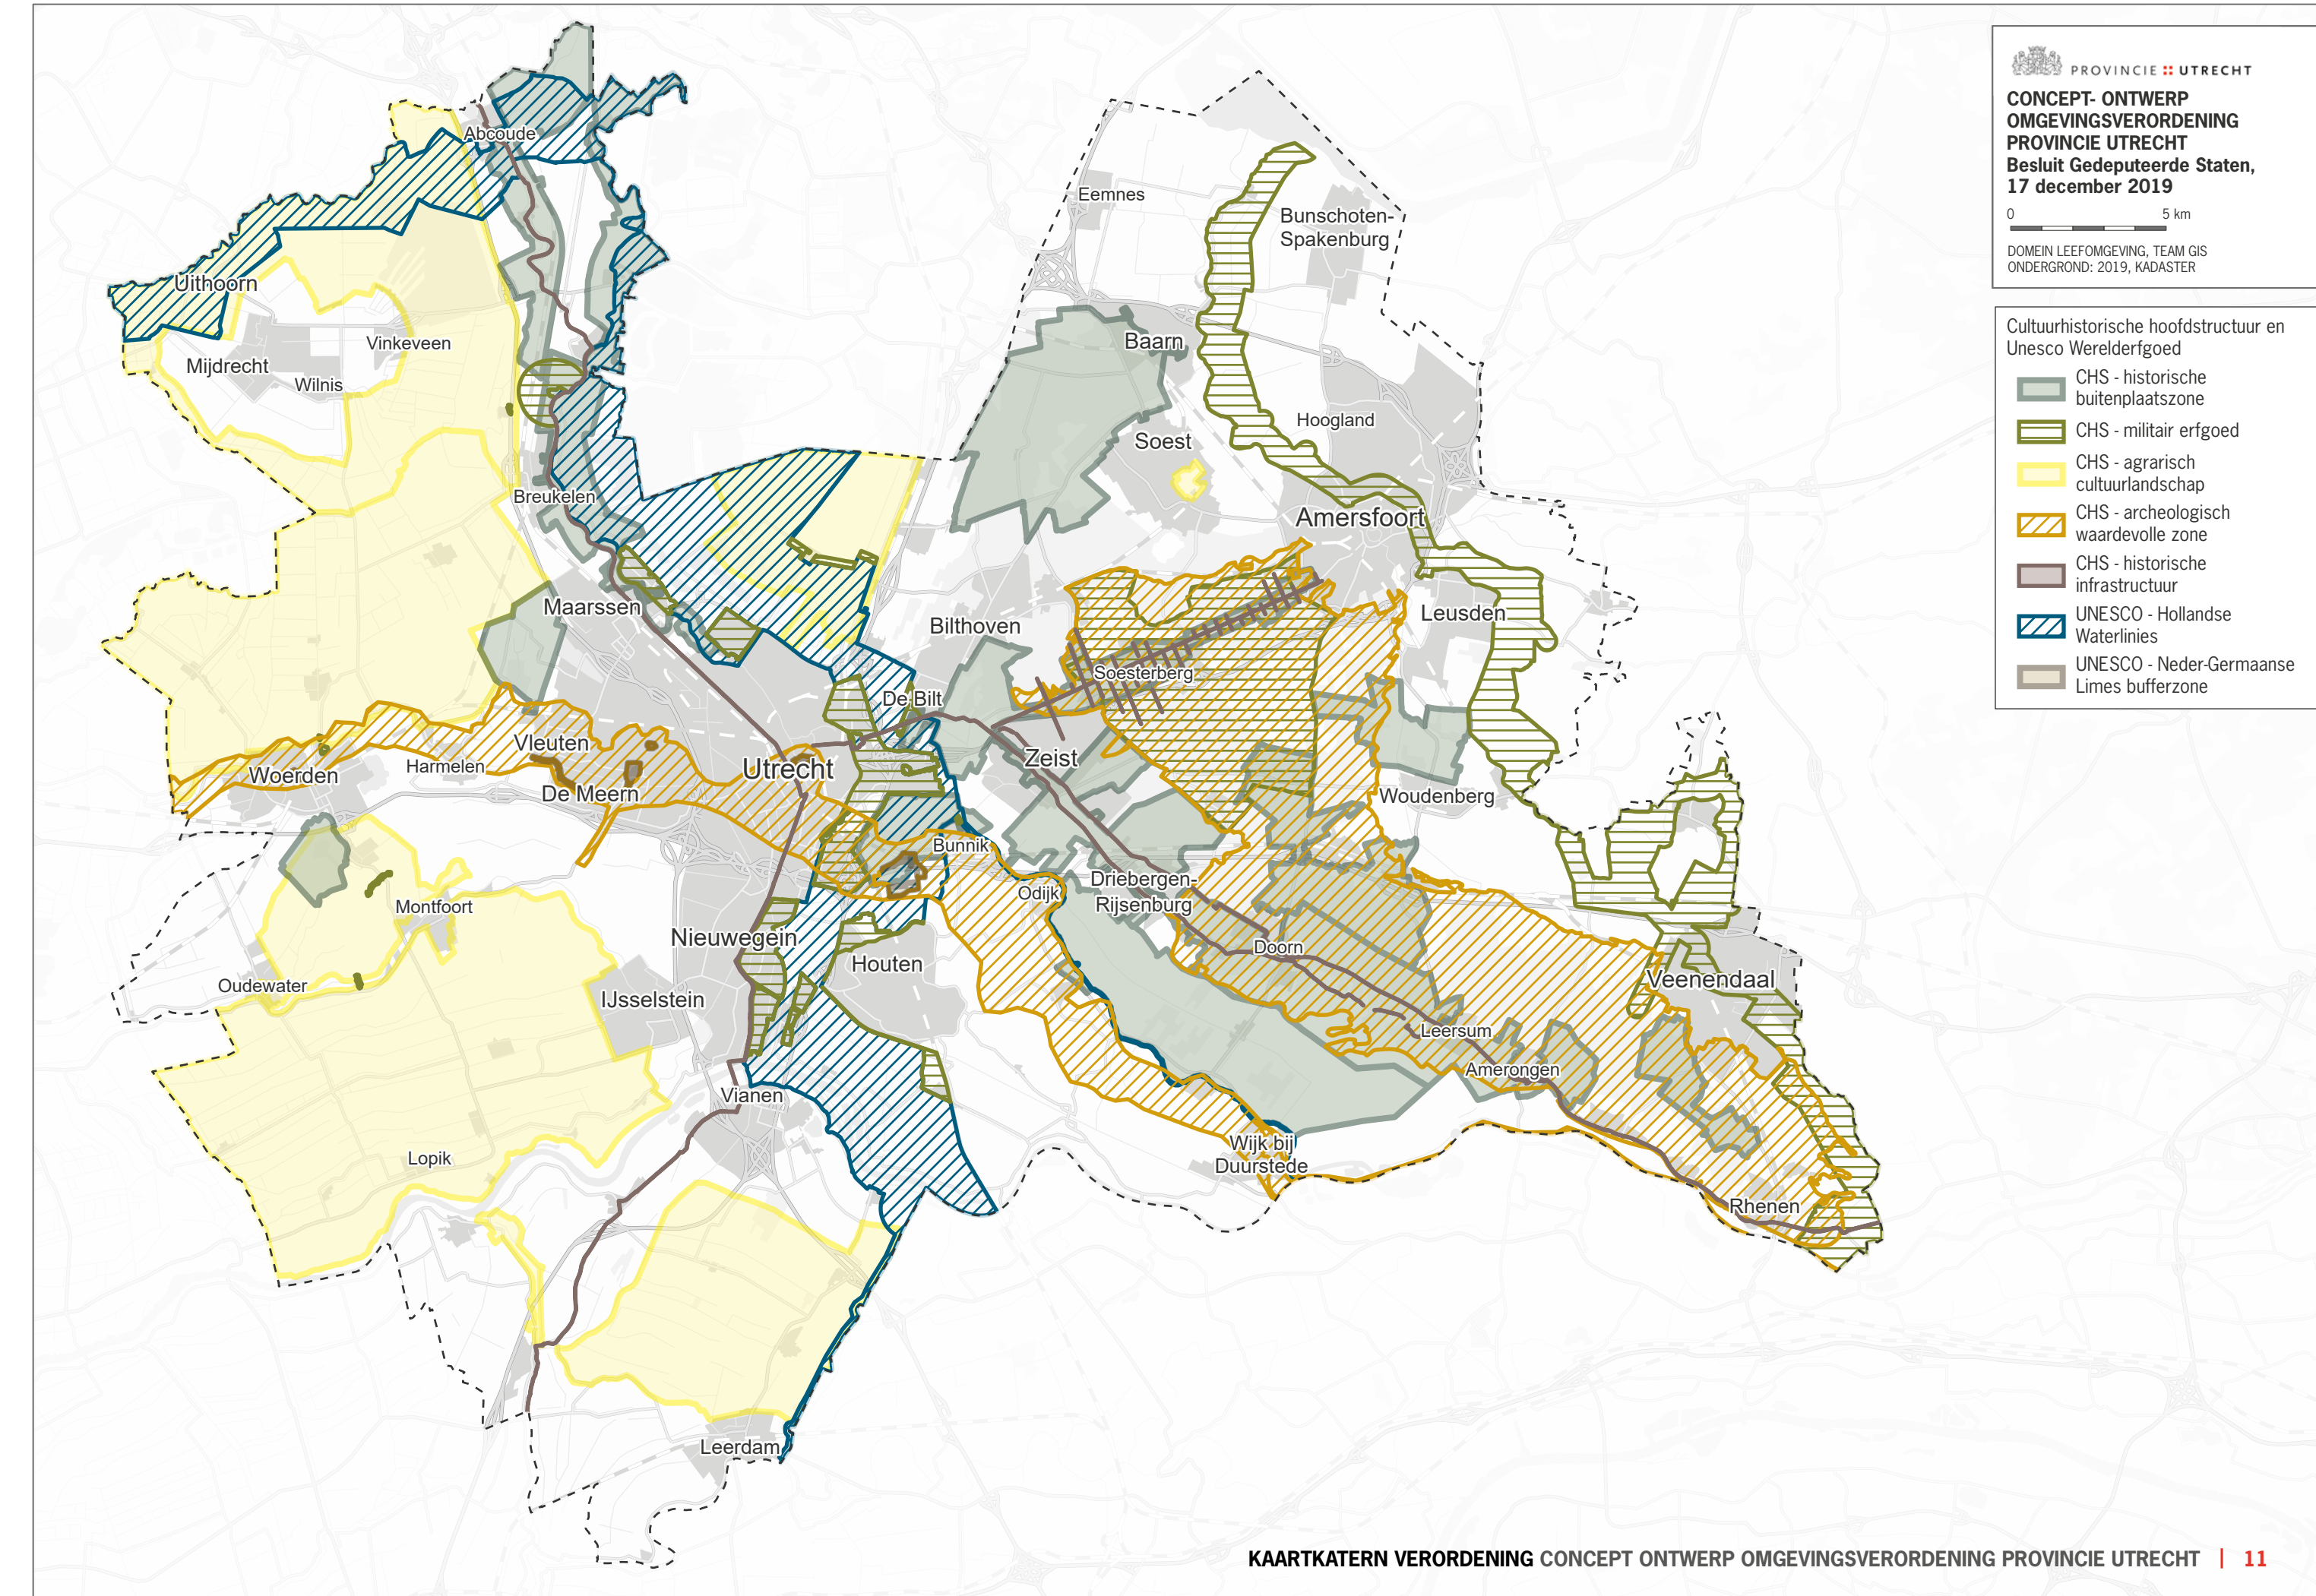 PROVINCIE :: UTRECHT
CONCEPT- ONTWERP
OMGEVINGSVERORDENING
PROVINCIE UTRECHT
Besluit Gedeputeerde Staten,
17 december 2019
0 5 km
DOMEIN LEEFOMGEVING, TEAM GIS
ONDERGROND: 2019, KADASTER
Cultuurhistorische hoofdstructuur en
Unesco Werelderfgoed
CHS - historische
buitenplaatszone
CHS - militair erfgoed
CHS - agrarisch
cultuurlandschap
CHS - archeologisch
waardevolle zone
CHS - historische
infrastructuur
UNESCO - Hollandse
Waterlinies
UNESCO - Neder-Germaanse
Limes bufferzone
Abcoude
Eemnes
Bunschoten-
Spakenburg
Uithoorn
Baarn
Vinkeveen
Mijdrecht
Wilnis
Hoogland
Soest
Breukelen
Amersfoort
Maarssen
Leusden
Bilthoven
Soesterberg
De Bilt
Vleuten
Zeist
Harmelen
Utrecht
Woerden
De Meern
Woudenberg
Bunnik
Driebergen-
Rijsenburg
Odijk
Montfoort
Nieuwegein
Doorn
Houten
Veenendaal
Oudewater
IJsselstein
Leersum
Amerongen
Vianen
Wijk bij
Duurstede
Lopik
Rhenen
Leerdam
KAARTKATERN VERORDENING CONCEPT ONTWERP OMGEVINGSVERORDENING PROVINCIE UTRECHT | 11